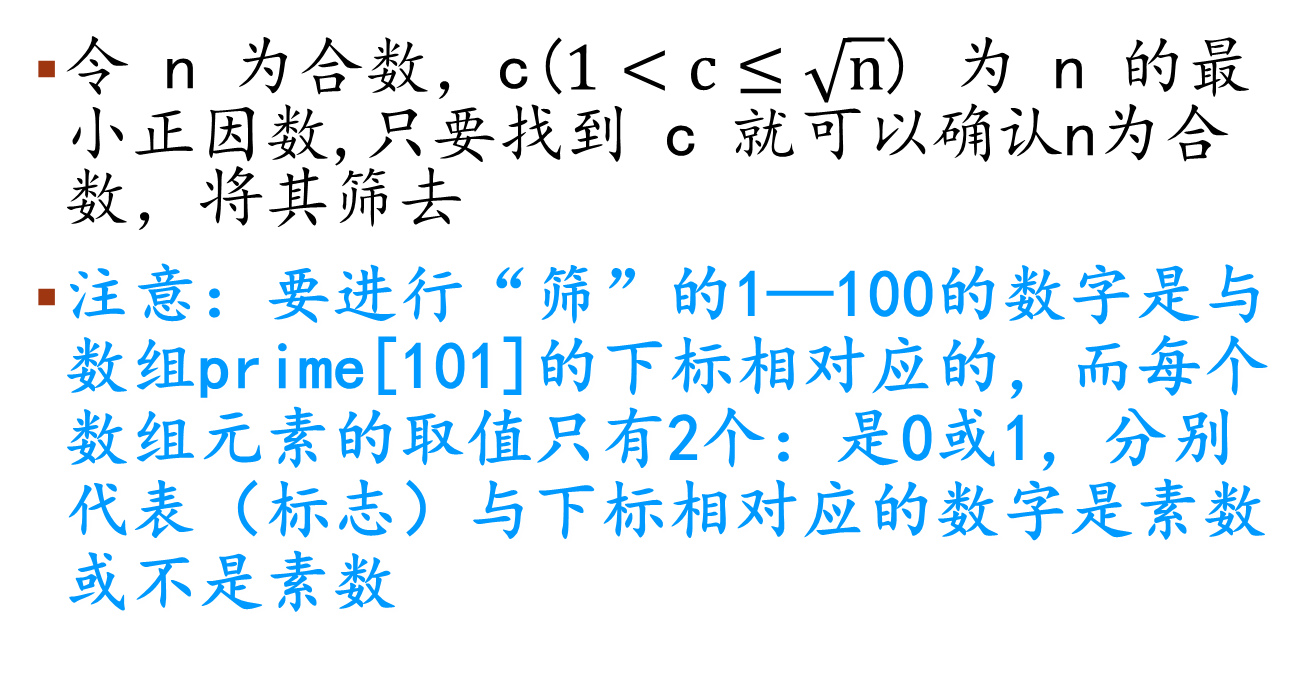 ▪令 n 为合数，c(1 < c ≤ √n) 为 n 的最
小正因数,只要找到 c 就可以确认n为合
数，将其筛去
▪注意：要进行“筛”的1—100的数字是与
数组prime[101]的下标相对应的，而每个
数组元素的取值只有2个：是0或1，分别
代表（标志）与下标相对应的数字是素数
或不是素数